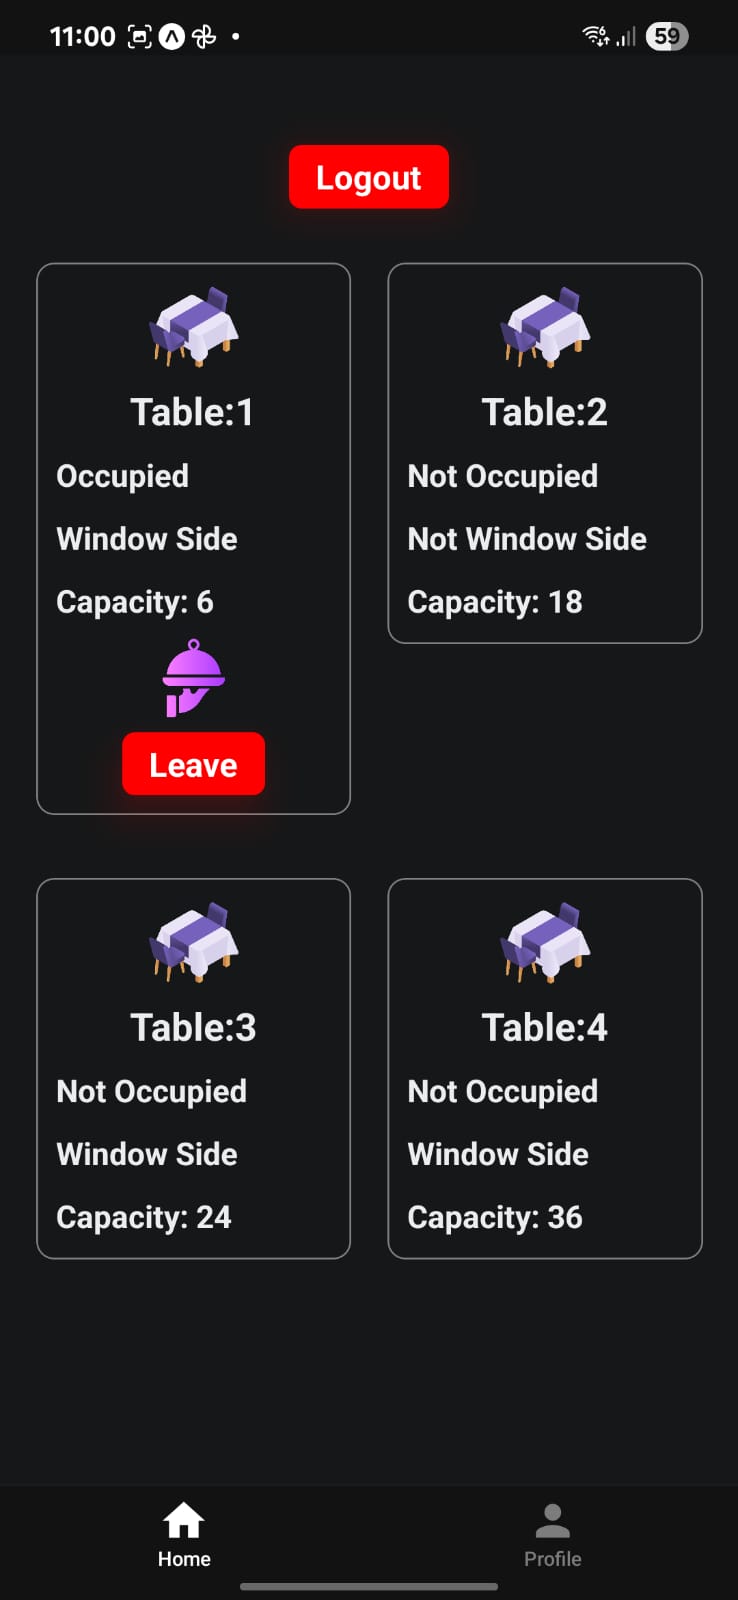 11:00
59
Logout
Table:1
Occupied
Window Side
Capacity: 6
Leave
Table:2
Not Occupied
Not Window Side
Capacity: 18
Table:3
Not Occupied
Window Side
Capacity: 24
Table:4
Not Occupied
Window Side
Capacity: 36
Home
Profile